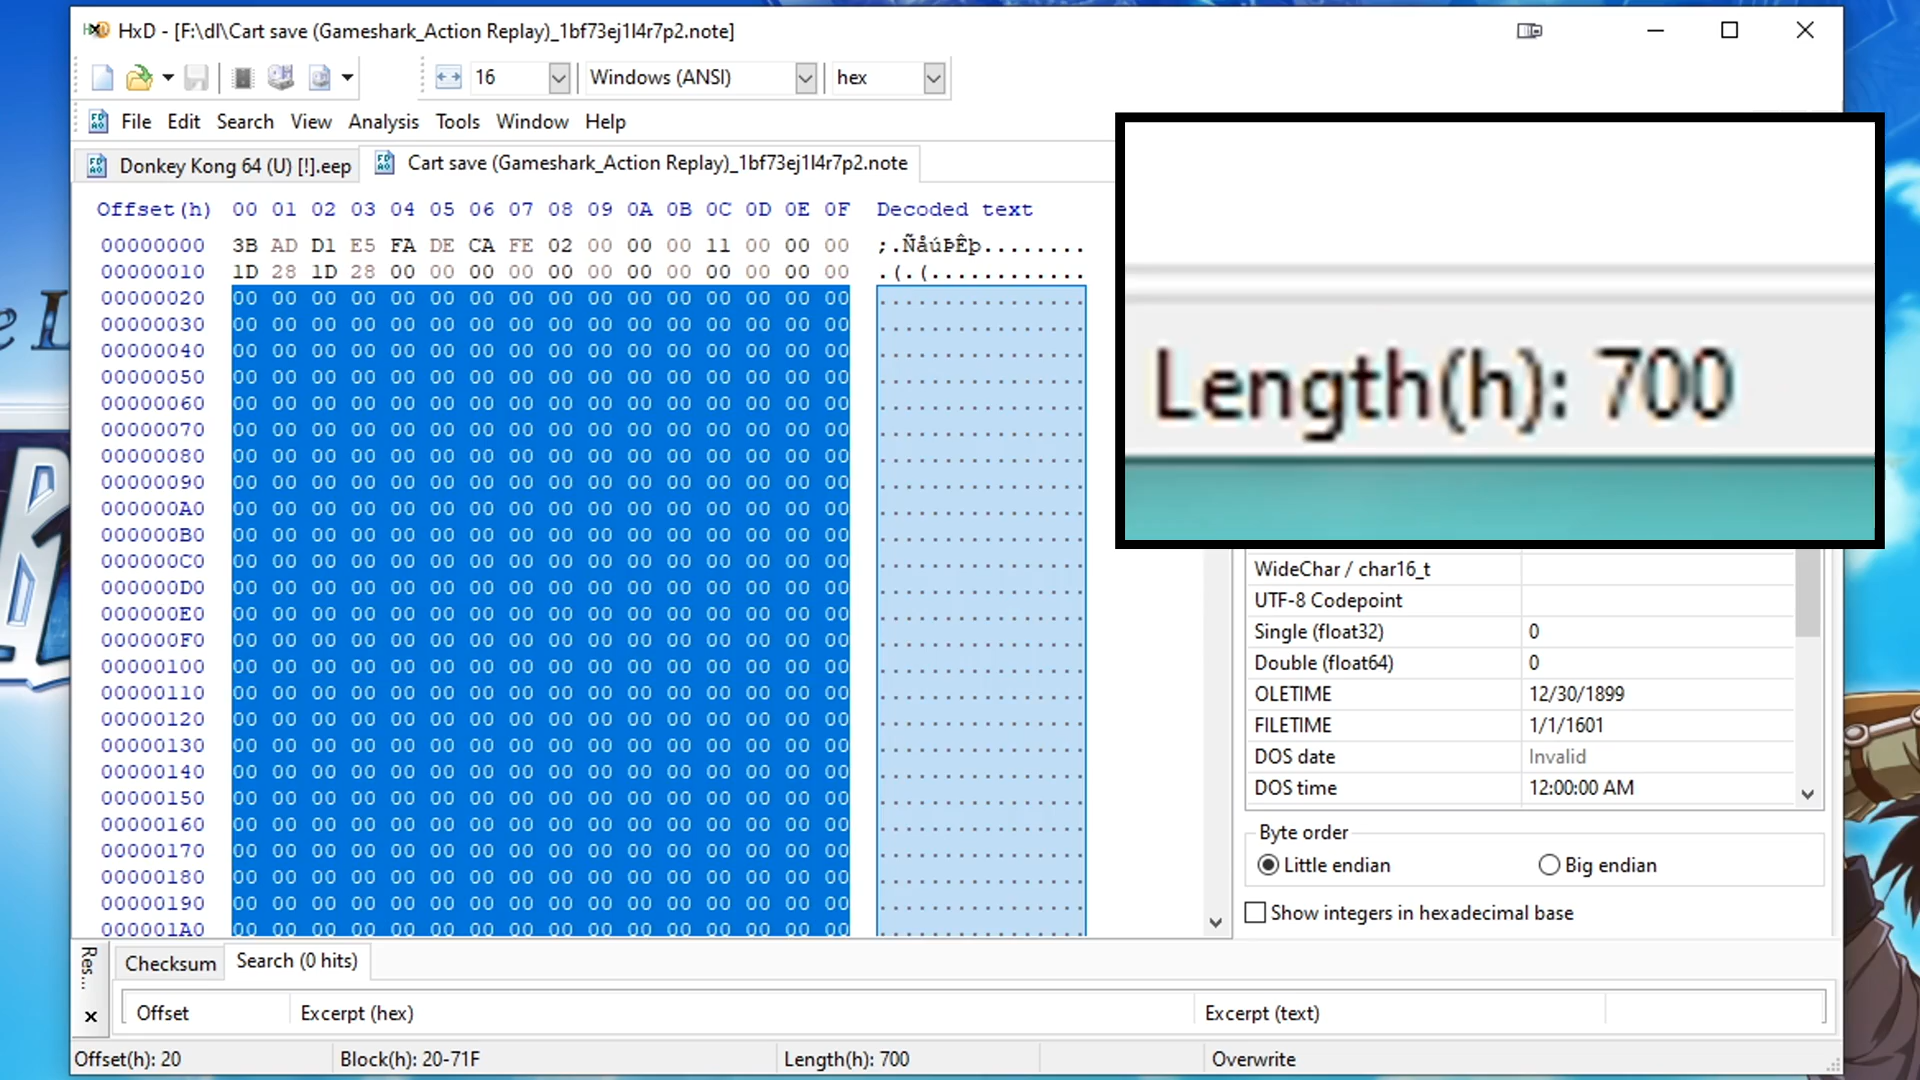 HxD - [F:\dl\Cart save (Gameshark_Action Replay)_1bf73ej1l4r7p2.note]
16 Windows (ANSI) hex
File Edit Search View Analysis Tools Window Help
Donkey Kong 64 (U) [!].eep Cart save (Gameshark_Action Replay)_1bf73ej1l4r7p2.note
Offset(h) 00 01 02 03 04 05 06 07 08 09 0A 0B 0C 0D 0E 0F Decoded text
00000000 3B AD D1 E5 FA DE CA FE 02 00 00 00 11 00 00 00 ;.ÑåúÞÊþ........
00000010 1D 28 1D 28 00 00 00 00 00 00 00 00 00 00 00 00 .(.(............
00000020 00 00 00 00 00 00 00 00 00 00 00 00 00 00 00 00 ................
00000030 00 00 00 00 00 00 00 00 00 00 00 00 00 00 00 00 ................
00000040 00 00 00 00 00 00 00 00 00 00 00 00 00 00 00 00 ................
00000050 00 00 00 00 00 00 00 00 00 00 00 00 00 00 00 00 ................
00000060 00 00 00 00 00 00 00 00 00 00 00 00 00 00 00 00 ................
00000070 00 00 00 00 00 00 00 00 00 00 00 00 00 00 00 00 ................
00000080 00 00 00 00 00 00 00 00 00 00 00 00 00 00 00 00 ................
00000090 00 00 00 00 00 00 00 00 00 00 00 00 00 00 00 00 ................
000000A0 00 00 00 00 00 00 00 00 00 00 00 00 00 00 00 00 ................
000000B0 00 00 00 00 00 00 00 00 00 00 00 00 00 00 00 00 ................
000000C0 00 00 00 00 00 00 00 00 00 00 00 00 00 00 00 00 ................
000000D0 00 00 00 00 00 00 00 00 00 00 00 00 00 00 00 00 ................
000000E0 00 00 00 00 00 00 00 00 00 00 00 00 00 00 00 00 ................
000000F0 00 00 00 00 00 00 00 00 00 00 00 00 00 00 00 00 ................
00000100 00 00 00 00 00 00 00 00 00 00 00 00 00 00 00 00 ................
00000110 00 00 00 00 00 00 00 00 00 00 00 00 00 00 00 00 ................
00000120 00 00 00 00 00 00 00 00 00 00 00 00 00 00 00 00 ................
00000130 00 00 00 00 00 00 00 00 00 00 00 00 00 00 00 00 ................
00000140 00 00 00 00 00 00 00 00 00 00 00 00 00 00 00 00 ................
00000150 00 00 00 00 00 00 00 00 00 00 00 00 00 00 00 00 ................
00000160 00 00 00 00 00 00 00 00 00 00 00 00 00 00 00 00 ................
00000170 00 00 00 00 00 00 00 00 00 00 00 00 00 00 00 00 ................
00000180 00 00 00 00 00 00 00 00 00 00 00 00 00 00 00 00 ................
00000190 00 00 00 00 00 00 00 00 00 00 00 00 00 00 00 00 ................
000001A0 00 00 00 00 00 00 00 00 00 00 00 00 00 00 00 00 ................
Length(h): 700
WideChar / char16_t
UTF-8 Codepoint
Single (float32) 0
Double (float64) 0
OLETIME 12/30/1899
FILETIME 1/1/1601
DOS date Invalid
DOS time 12:00:00 AM
Byte order
Little endian Big endian
Show integers in hexadecimal base
Res...
Checksum Search (0 hits)
Offset Excerpt (hex) Excerpt (text)
Offset(h): 20 Block(h): 20-71F Length(h): 700 Overwrite